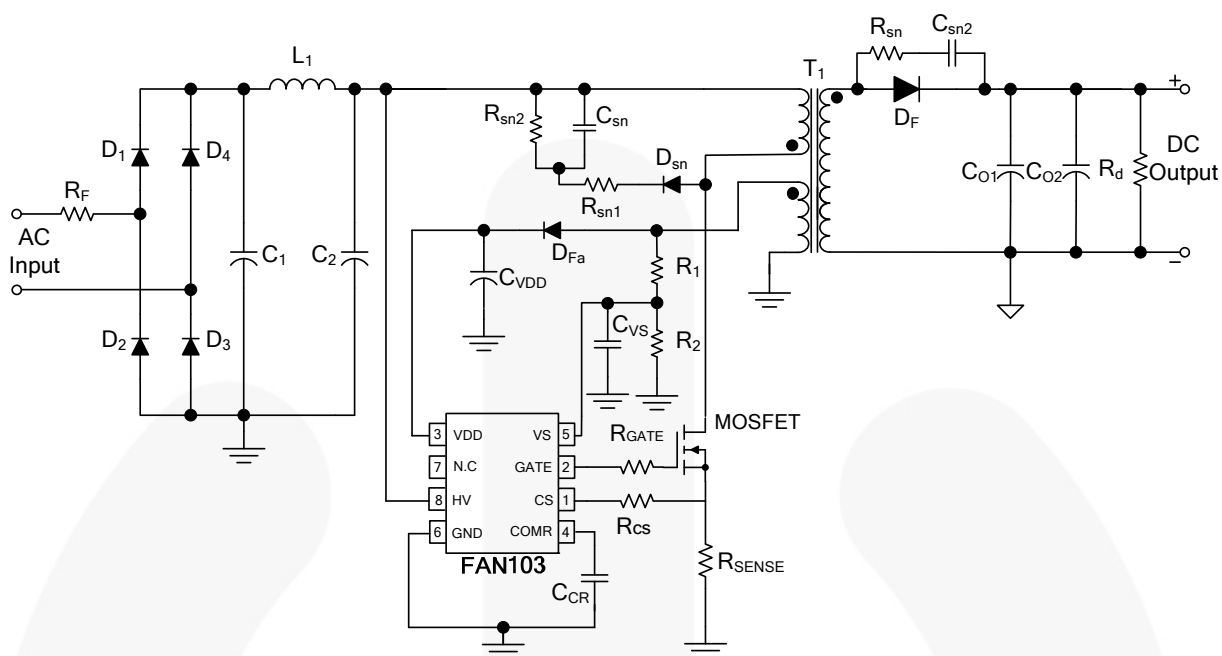 Rsn
Csn2
L1
T1
+
Rsn2
Csn
DF
D1
D4
Dsn
CO1
CO2
Rd
DC
Output
RF
Rsn1
AC
Input
C1
C2
DFa
R1
−
CVDD
CVS
R2
D2
D3
MOSFET
RGATE
3
VDD
VS
5
7
N.C
GATE
2
8
HV
CS
1
6
GND
COMR
4
Rcs
FAN103
RSENSE
CCR